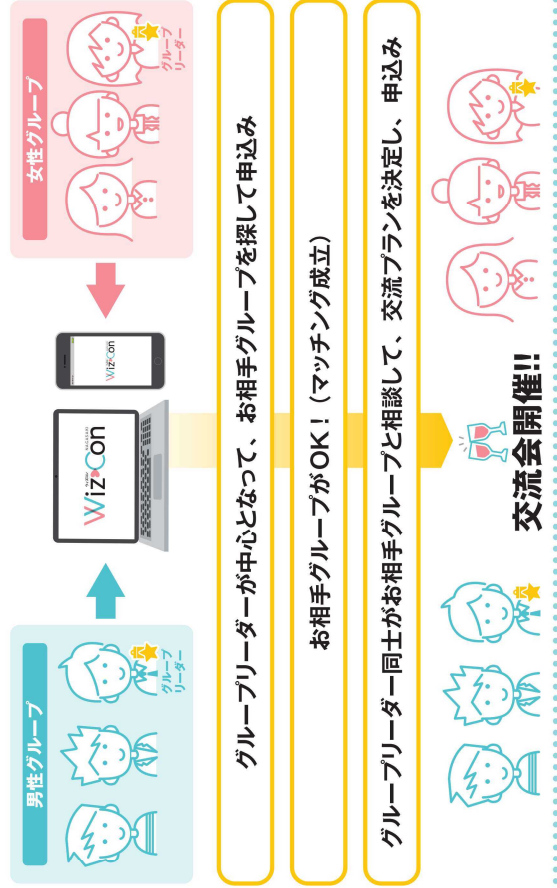 男性グループ
グループ
リーダー
Wiz・Con
Wiz・Con
女性グループ
グループ
リーダー
グループリーダーが中心となって、お相手グループを探して申込み
お相手グループがOK！（マッチング成立）
グループリーダー同士がお相手グループと相談して、交流プランを決定し、申込み
交流会開催!!